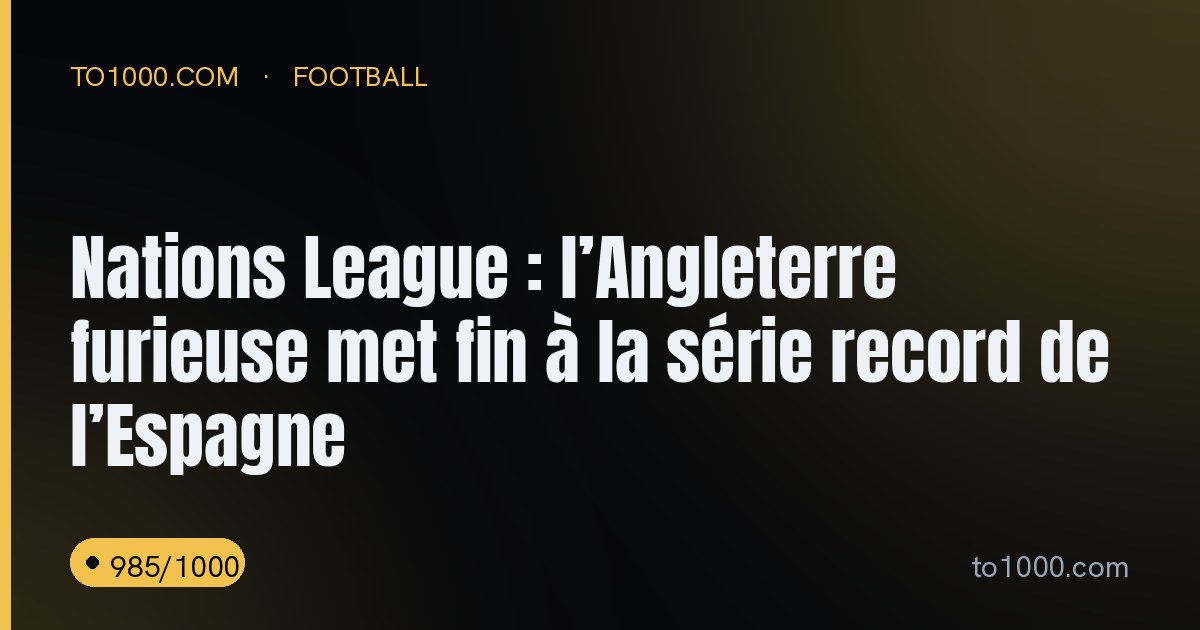 TO1000.COM · FOOTBALL
Nations League : l’Angleterre
furieuse met fin à la série record de
l’Espagne
985/1000
to1000.com